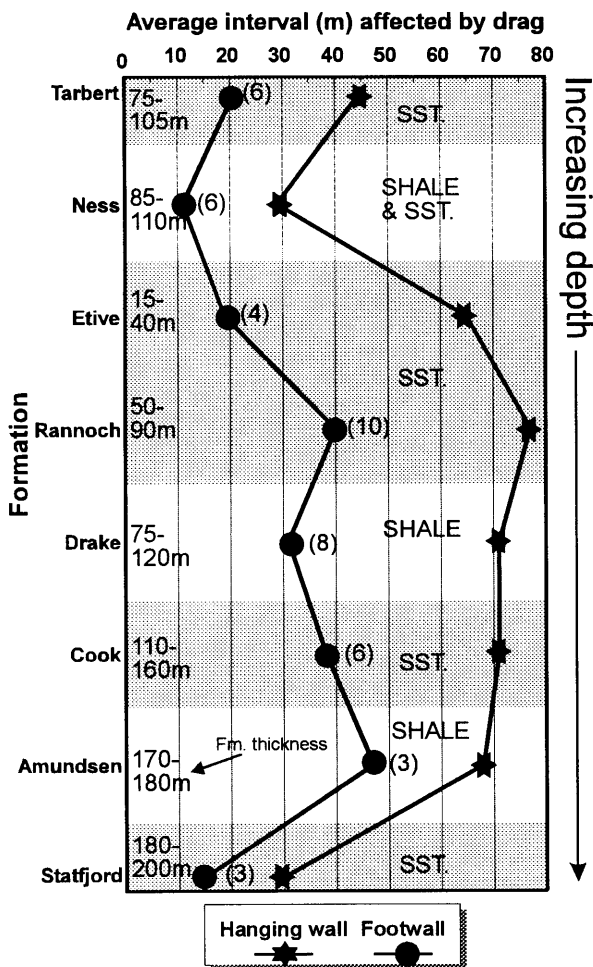 Average interval (m) affected by drag
0 10 20 30 40 50 60 70 80
Formation
Increasing depth
Tarbert
75-
105m
(6)
SST.
Ness
85-
110m
(6)
SHALE
& SST.
Etive
15-
40m
(4)
SST.
Rannoch
50-
90m
(10)
Drake
75-
120m
(8)
SHALE
Cook
110-
160m
(6)
SST.
Amundsen
170-
180m
Fm. thickness
(3)
SHALE
Statfjord
180-
200m
(3)
SST.
Hanging wall Footwall